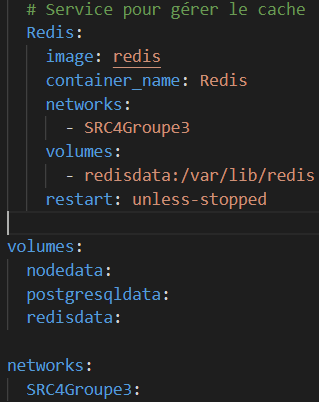 # Service pour gérer le cache
Redis:
image: redis
container_name: Redis
networks:
- SRC4Groupe3
volumes:
- redisdata:/var/lib/redis
restart: unless-stopped
volumes:
nodedata:
postgresqldata:
redisdata:
networks:
SRC4Groupe3: